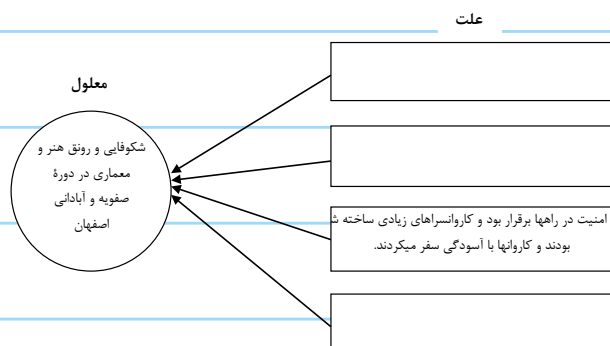 علت
معلول
شکوفایی و رونق هنر و
معماری در دورۀ
صفویه و آبادانی
اصفهان
امنیت در راهها برقرار بود و کاروانسراهای زیادی ساخته ش
بودند و کاروانها با آسودگی سفر میکردند.